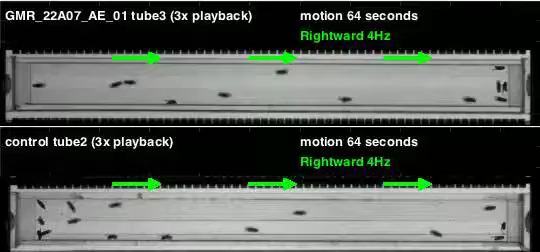 GMR_22A07_AE_01 tube3 (3x playback)
motion 64 seconds
Rightward 4Hz
control tube2 (3x playback)
motion 64 seconds
Rightward 4Hz